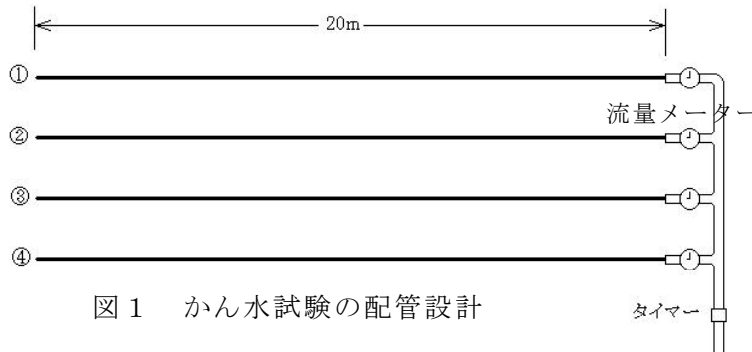 20m
①
流量メーター
②
③
④
図1 かん水試験の配管設計
タイマー